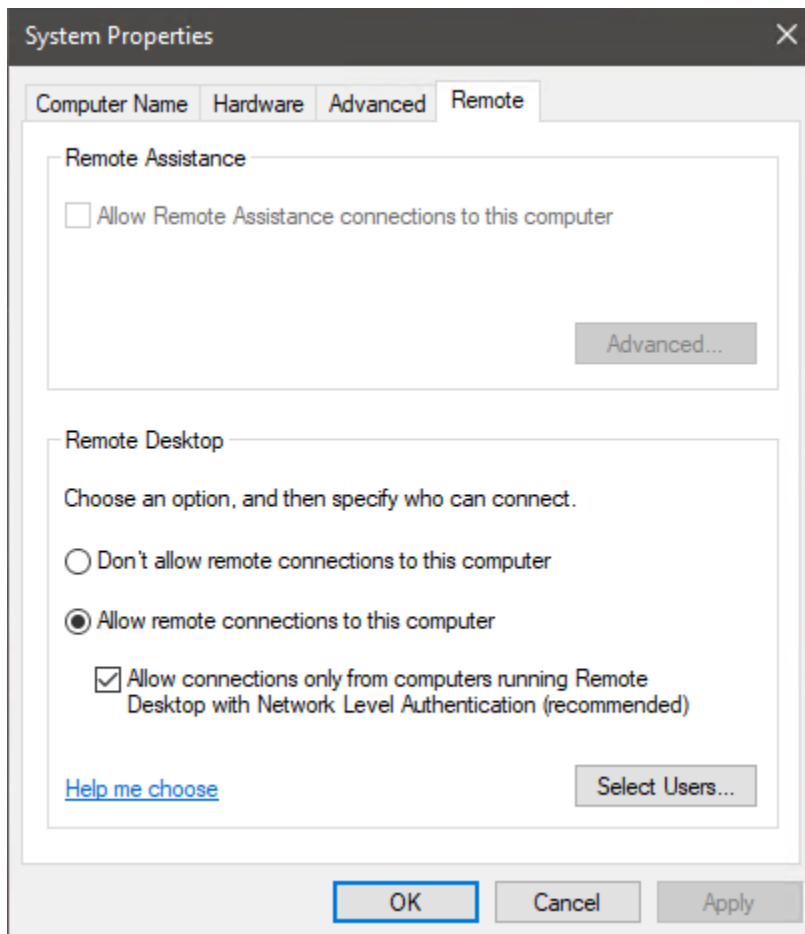 System Properties
Computer Name Hardware Advanced Remote
Remote Assistance
Allow Remote Assistance connections to this computer
Advanced...
Remote Desktop
Choose an option, and then specify who can connect.
Don't allow remote connections to this computer
Allow remote connections to this computer
Allow connections only from computers running Remote
Desktop with Network Level Authentication (recommended)
Help me choose Select Users...
OK Cancel Apply